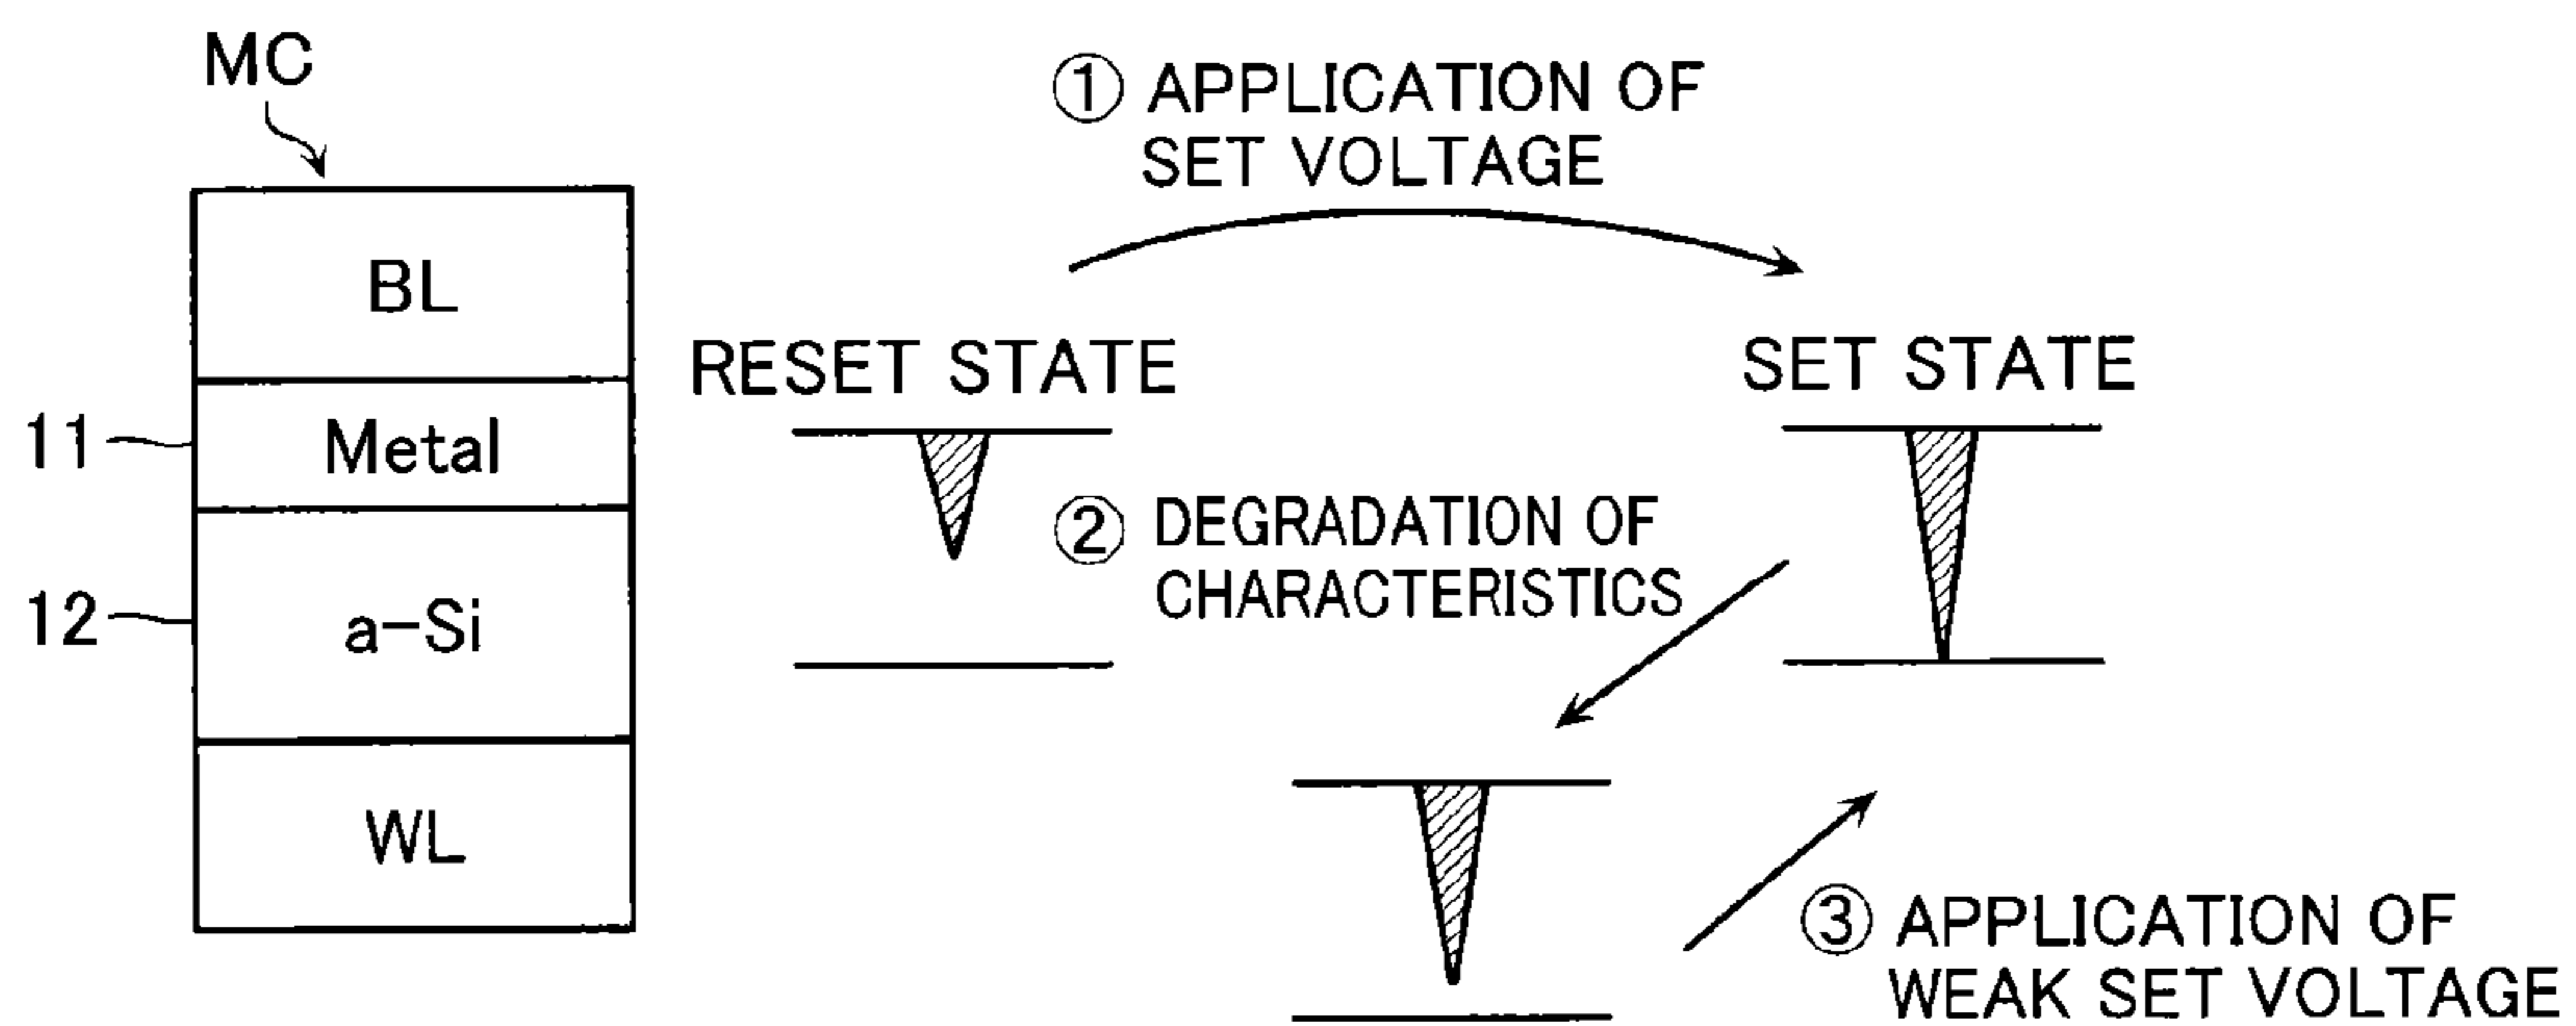 MC
BL
11
Metal
12
a-Si
WL
① APPLICATION OF
SET VOLTAGE
RESET STATE
SET STATE
② DEGRADATION OF
CHARACTERISTICS
③ APPLICATION OF
WEAK SET VOLTAGE